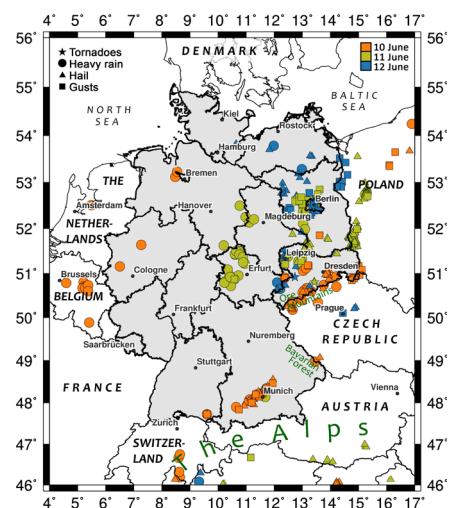 4° 5° 6° 7° 8° 9° 10° 11° 12° 13° 14° 15° 16° 17°
56° 56°
★ Tornadoes
● Heavy rain
▲ Hail
■ Gusts
DENMARK
10 June
11 June
12 June
55° 55°
NORTH
SEA
BALTIC
SEA
Kiel
Rostock
54° 54°
Hamburg
THE
Bremen
53° 53°
POLAND
Amsterdam
Hanover
Berlin
NETHER-
LANDS
Magdeburg
52° 52°
Leipzig
51° 51°
Brussels
Cologne
Erfurt
Dresden
BELGIUM
Ore
Mountains
Frankfurt
Prague
50° 50°
CZECH
REPUBLIC
Saarbrücken
Nuremberg
Bavarian
Forest
49° 49°
FRANCE
Stuttgart
Munich
Vienna
48° 48°
AUSTRIA
Zürich
SWITZER-
LAND
The Alps
47° 47°
46° 46°
4° 5° 6° 7° 8° 9° 10° 11° 12° 13° 14° 15° 16° 17°